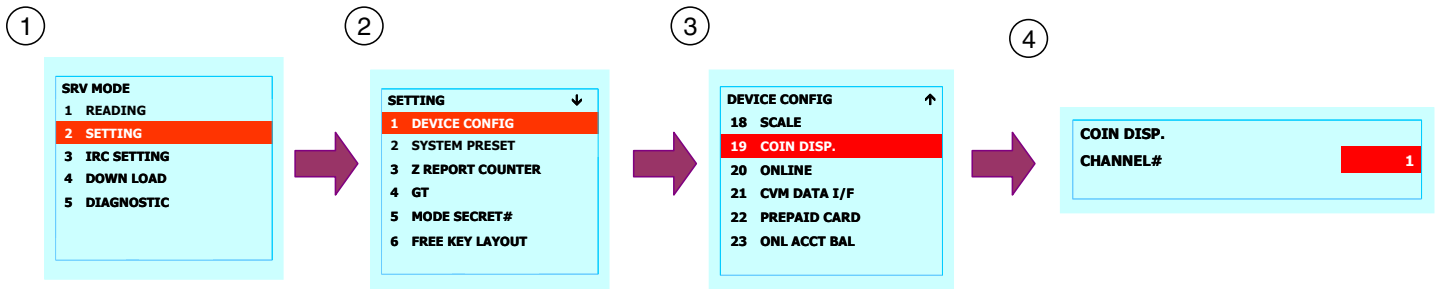 1
SRV MODE
1 READING
2 SETTING
3 IRC SETTING
4 DOWN LOAD
5 DIAGNOSTIC
2
SETTING ↓
1 DEVICE CONFIG
2 SYSTEM PRESET
3 Z REPORT COUNTER
4 GT
5 MODE SECRET#
6 FREE KEY LAYOUT
3
DEVICE CONFIG ↑
18 SCALE
19 COIN DISP.
20 ONLINE
21 CVM DATA I/F
22 PREPAID CARD
23 ONL ACCT BAL
4
COIN DISP.
CHANNEL# 1